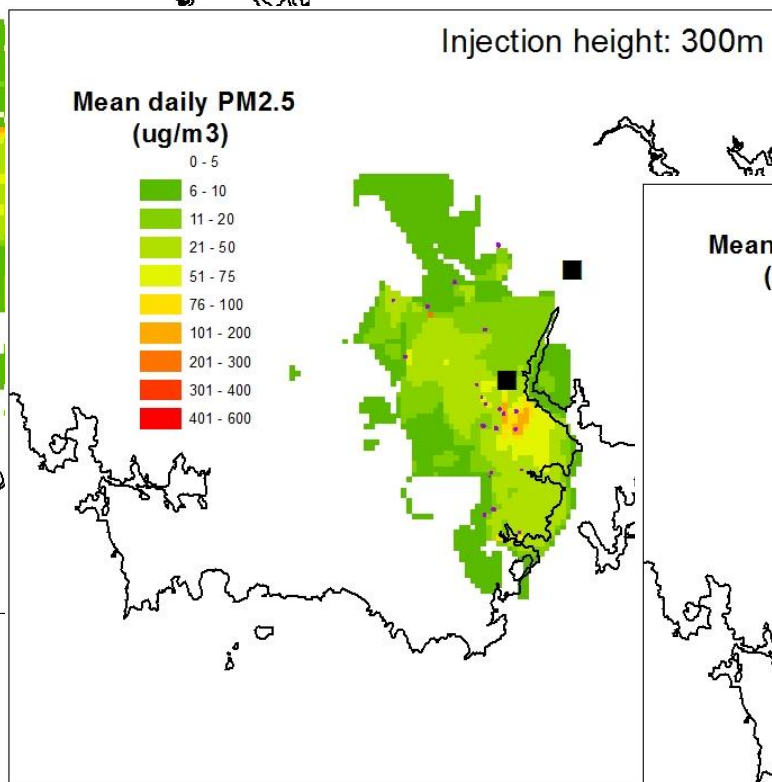 Injection height: 300m
Mean daily PM2.5
(ug/m3)
0 - 5
6 - 10
11 - 20
21 - 50
51 - 75
76 - 100
101 - 200
201 - 300
301 - 400
401 - 600
Mean
(